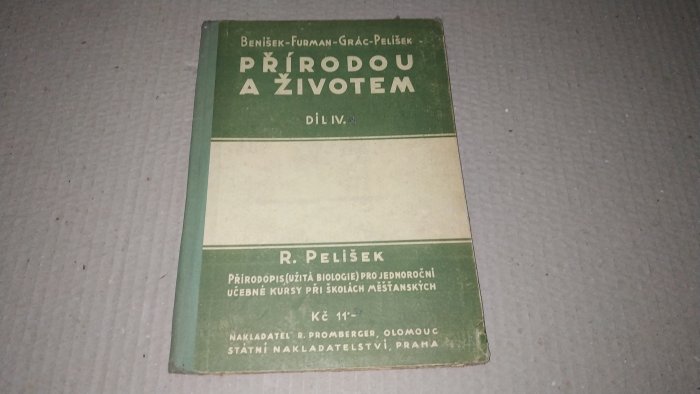 BENÍŠEK-FURMAN-GRÁC-PELÍŠEK
PŘÍRODOU
A ŽIVOTEM
DÍL IV.
R. PELÍŠEK
PŘÍRODOPIS (UŽITÁ BIOLOGIE) PRO JEDNOROČNÍ
UČEBNÉ KURSY PŘI ŠKOLÁCH MĚŠŤANSKÝCH
KČ 11·-
NAKLADATEL R. PROMBERGER, OLOMOUC
STÁTNÍ NAKLADATELSTVÍ, PRAHA